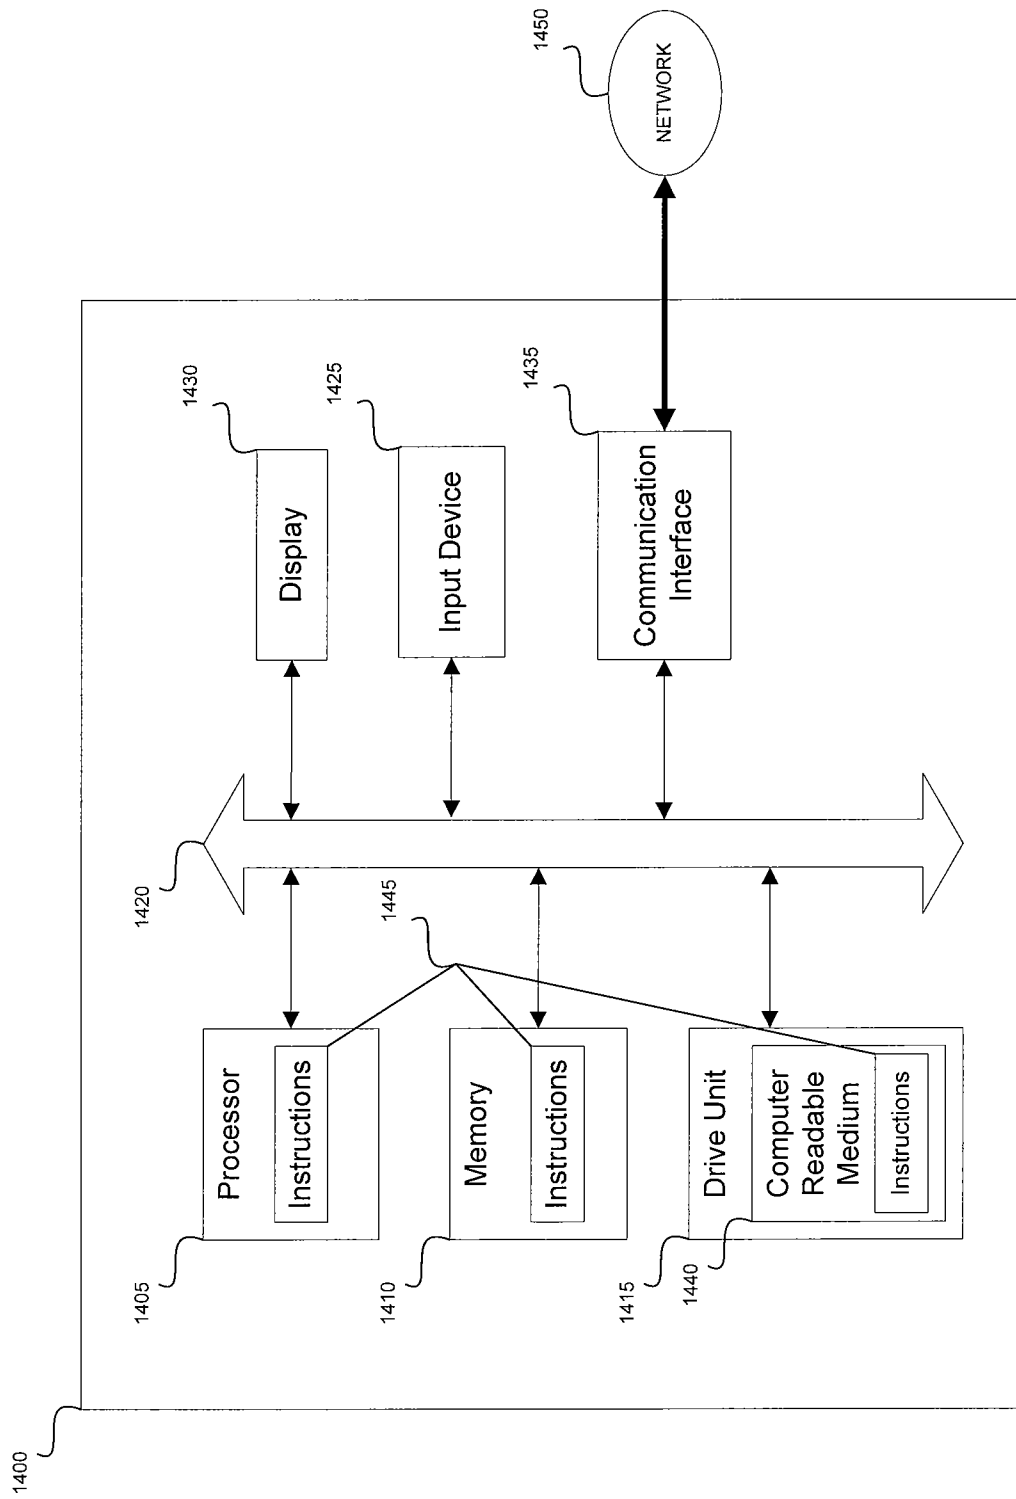 1400
1405
Processor
Instructions
1410
Memory
Instructions
1415
1440
Drive Unit
Computer
Readable
Medium
Instructions
1420
1445
1430
Display
1425
Input Device
1435
Communication
Interface
1450
NETWORK